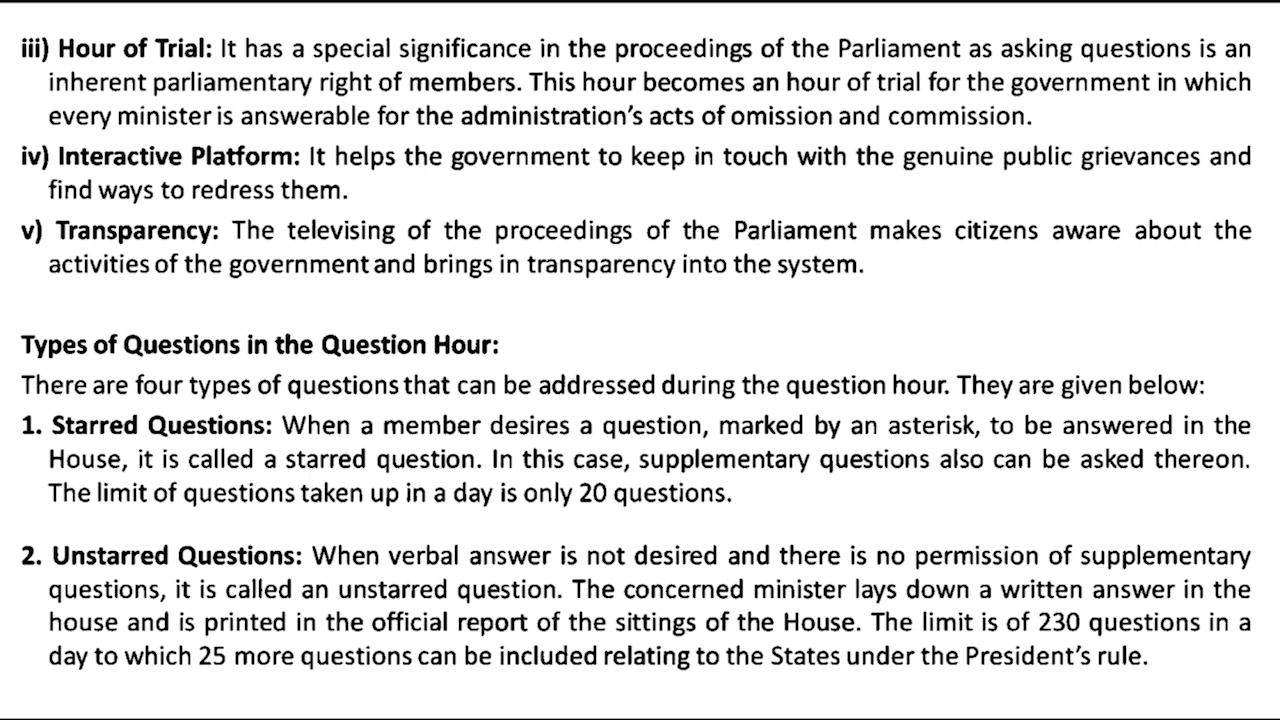 iii) Hour of Trial: It has a special significance in the proceedings of the Parliament as asking questions is an
inherent parliamentary right of members. This hour becomes an hour of trial for the government in which
every minister is answerable for the administration's acts of omission and commission.
iv) Interactive Platform: It helps the government to keep in touch with the genuine public grievances and
find ways to redress them.
v) Transparency: The televising of the proceedings of the Parliament makes citizens aware about the
activities of the government and brings in transparency into the system.
Types of Questions in the Question Hour:
There are four types of questions that can be addressed during the question hour. They are given below:
1. Starred Questions: When a member desires a question, marked by an asterisk, to be answered in the
House, it is called a starred question. In this case, supplementary questions also can be asked thereon.
The limit of questions taken up in a day is only 20 questions.
2. Unstarred Questions: When verbal answer is not desired and there is no permission of supplementary
questions, it is called an unstarred question. The concerned minister lays down a written answer in the
house and is printed in the official report of the sittings of the House. The limit is of 230 questions in a
day to which 25 more questions can be included relating to the States under the President's rule.